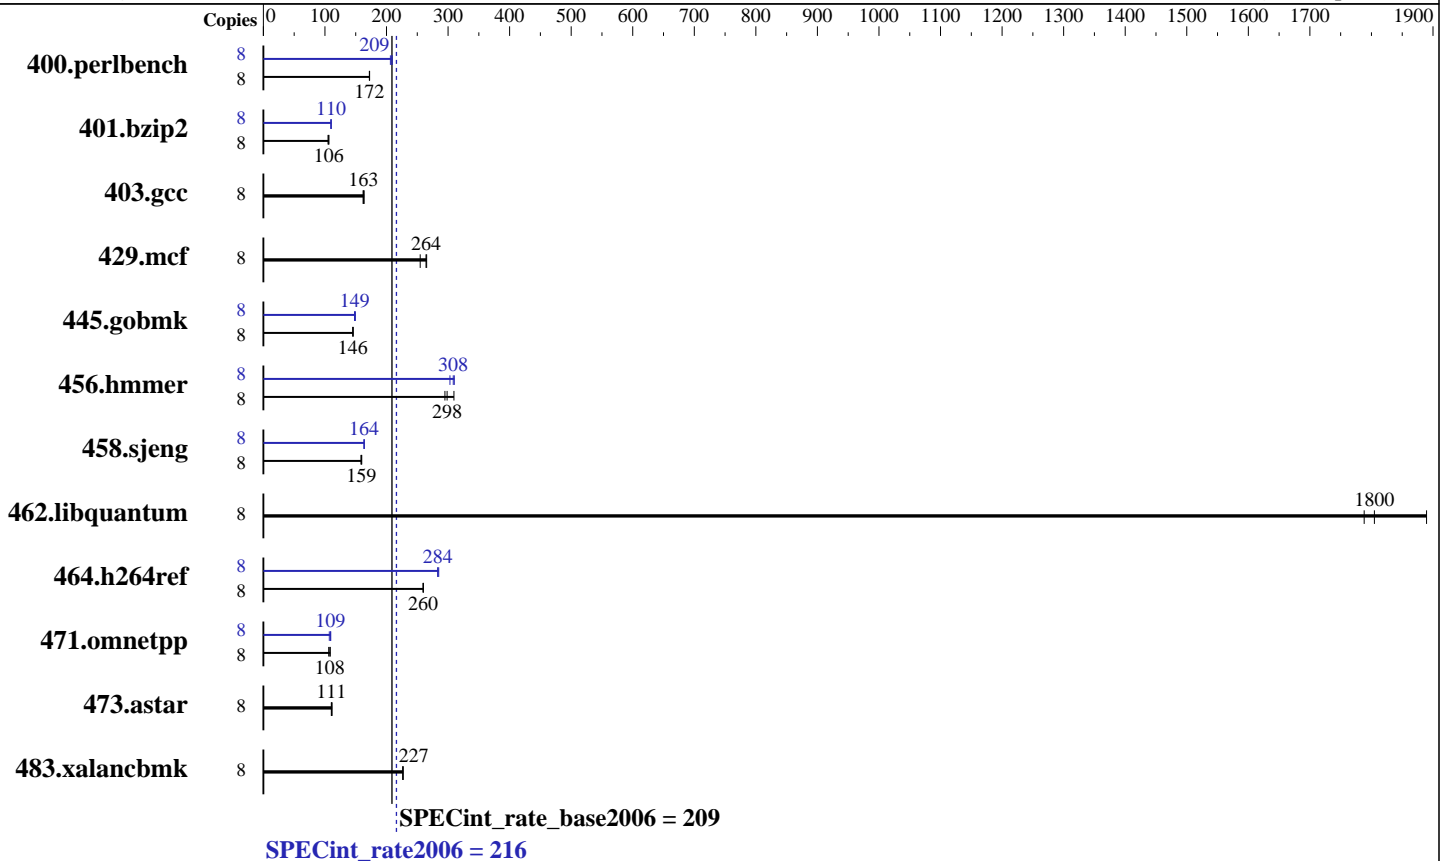 Copies 0 100 200 300 400 500 600 700 800 900 1000 1100 1200 1300 1400 1500 1600 1700 1900
400.perlbench 8 209
8 172
401.bzip2 8 110
8 106
403.gcc 8 163
429.mcf 8 264
445.gobmk 8 149
8 146
456.hmmer 8 308
8 298
458.sjeng 8 164
8 159
462.libquantum 8 1800
464.h264ref 8 284
8 260
471.omnetpp 8 109
8 108
473.astar 8 111
483.xalancbmk 8 227
SPECint_rate_base2006 = 209
SPECint_rate2006 = 216